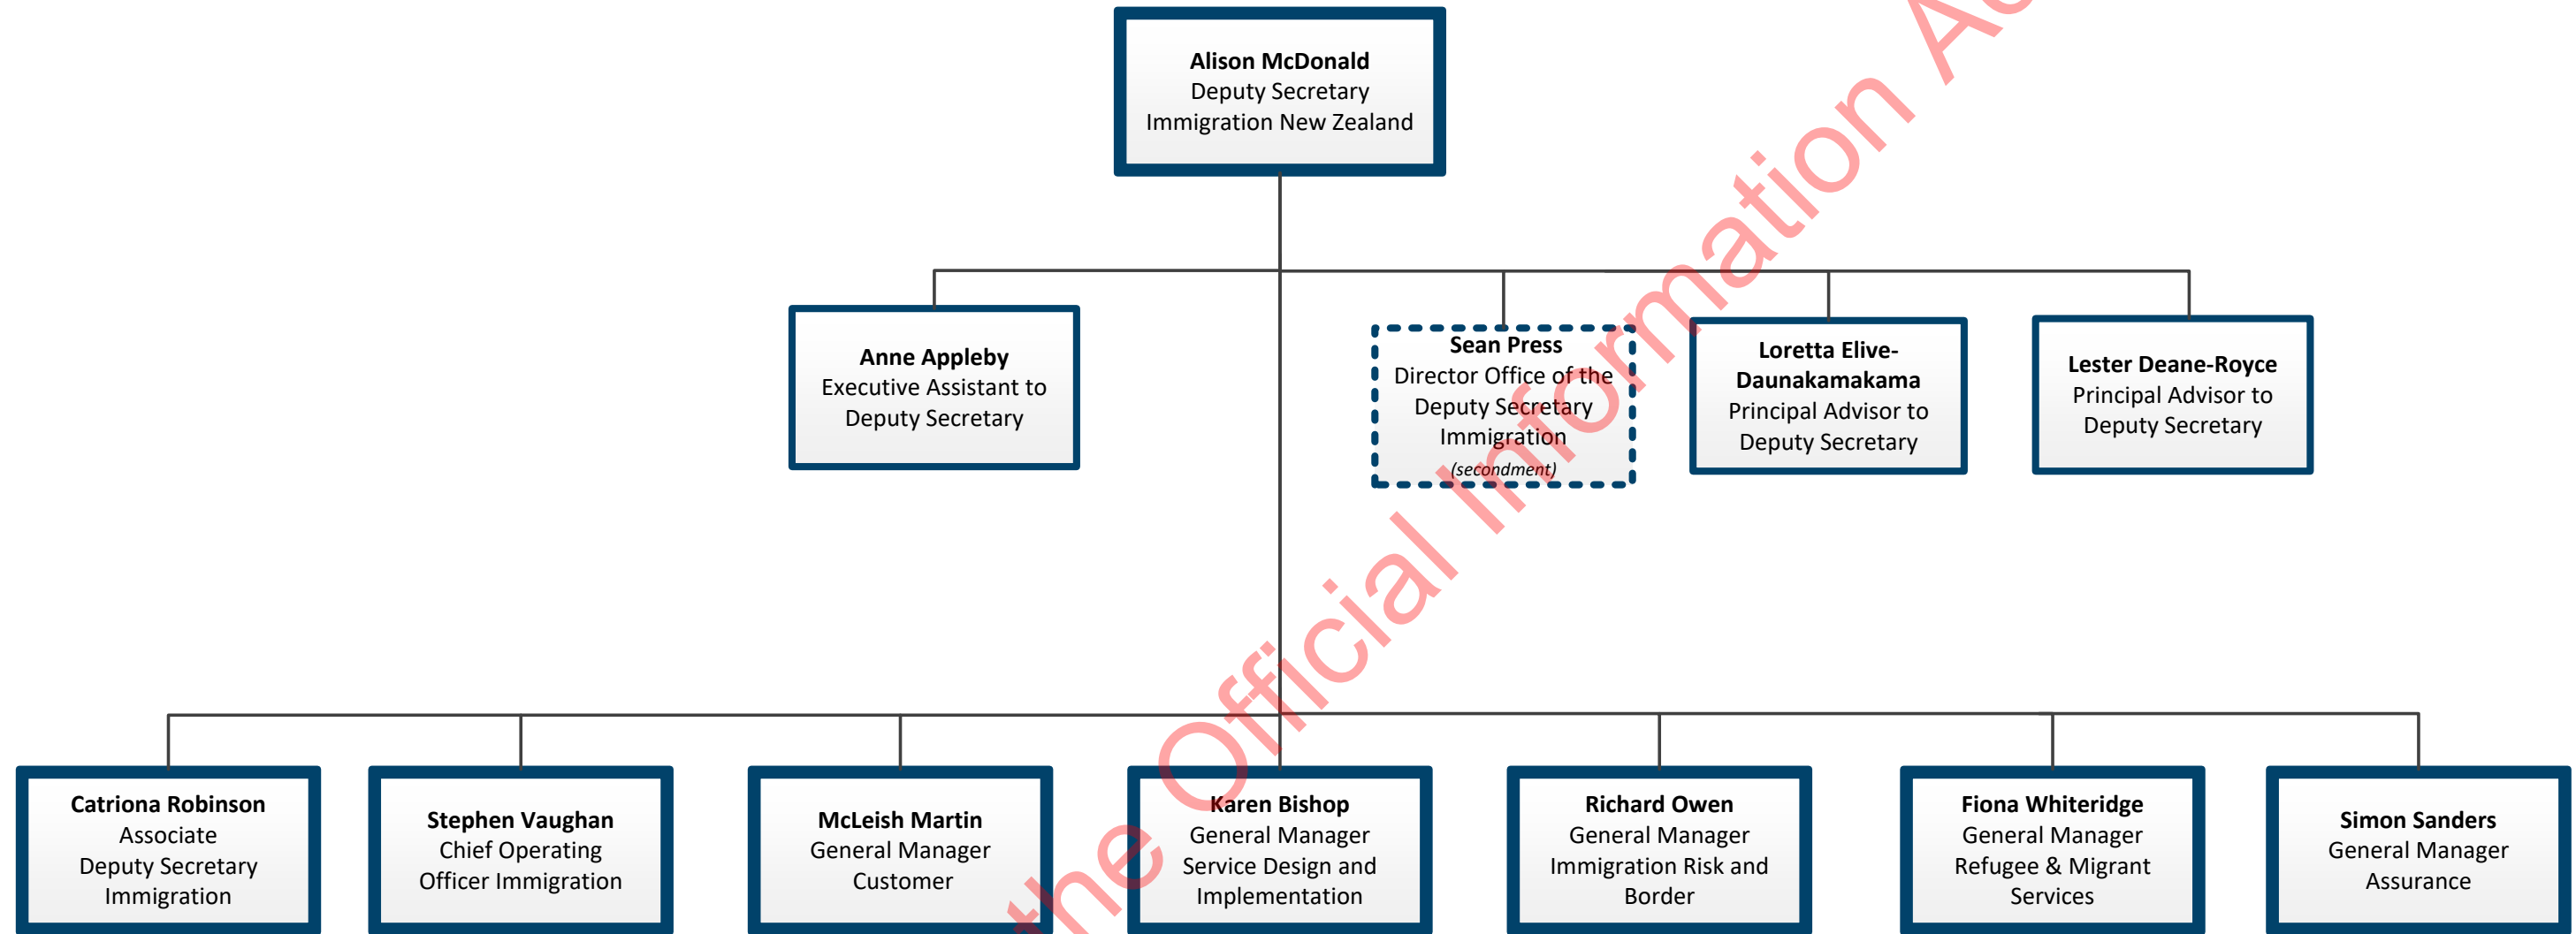 Alison McDonald
Deputy Secretary
Immigration New Zealand
Anne Appleby
Executive Assistant to
Deputy Secretary
Sean Press
Director Office of the
Deputy Secretary
Immigration
(secondment)
Loretta Elive-
Daunakamakama
Principal Advisor to
Deputy Secretary
Lester Deane-Royce
Principal Advisor to
Deputy Secretary
Catriona Robinson
Associate
Deputy Secretary
Immigration
Stephen Vaughan
Chief Operating
Officer Immigration
McLeish Martin
General Manager
Customer
Karen Bishop
General Manager
Service Design and
Implementation
Richard Owen
General Manager
Immigration Risk and
Border
Fiona Whiteridge
General Manager
Refugee & Migrant
Services
Simon Sanders
General Manager
Assurance
the Official Information